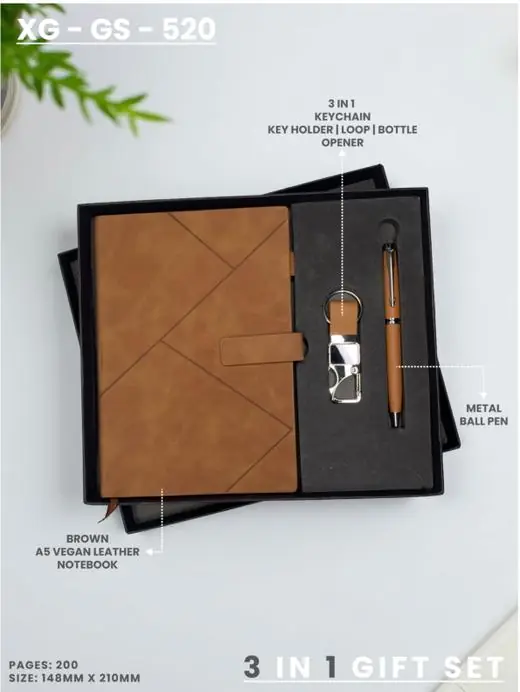 XG - GS - 520
3 IN 1
KEYCHAIN
KEY HOLDER | LOOP | BOTTLE
OPENER
METAL
BALL PEN
BROWN
A5 VEGAN LEATHER
NOTEBOOK
PAGES: 200
SIZE: 148MM X 210MM
3 IN 1 GIFT SET